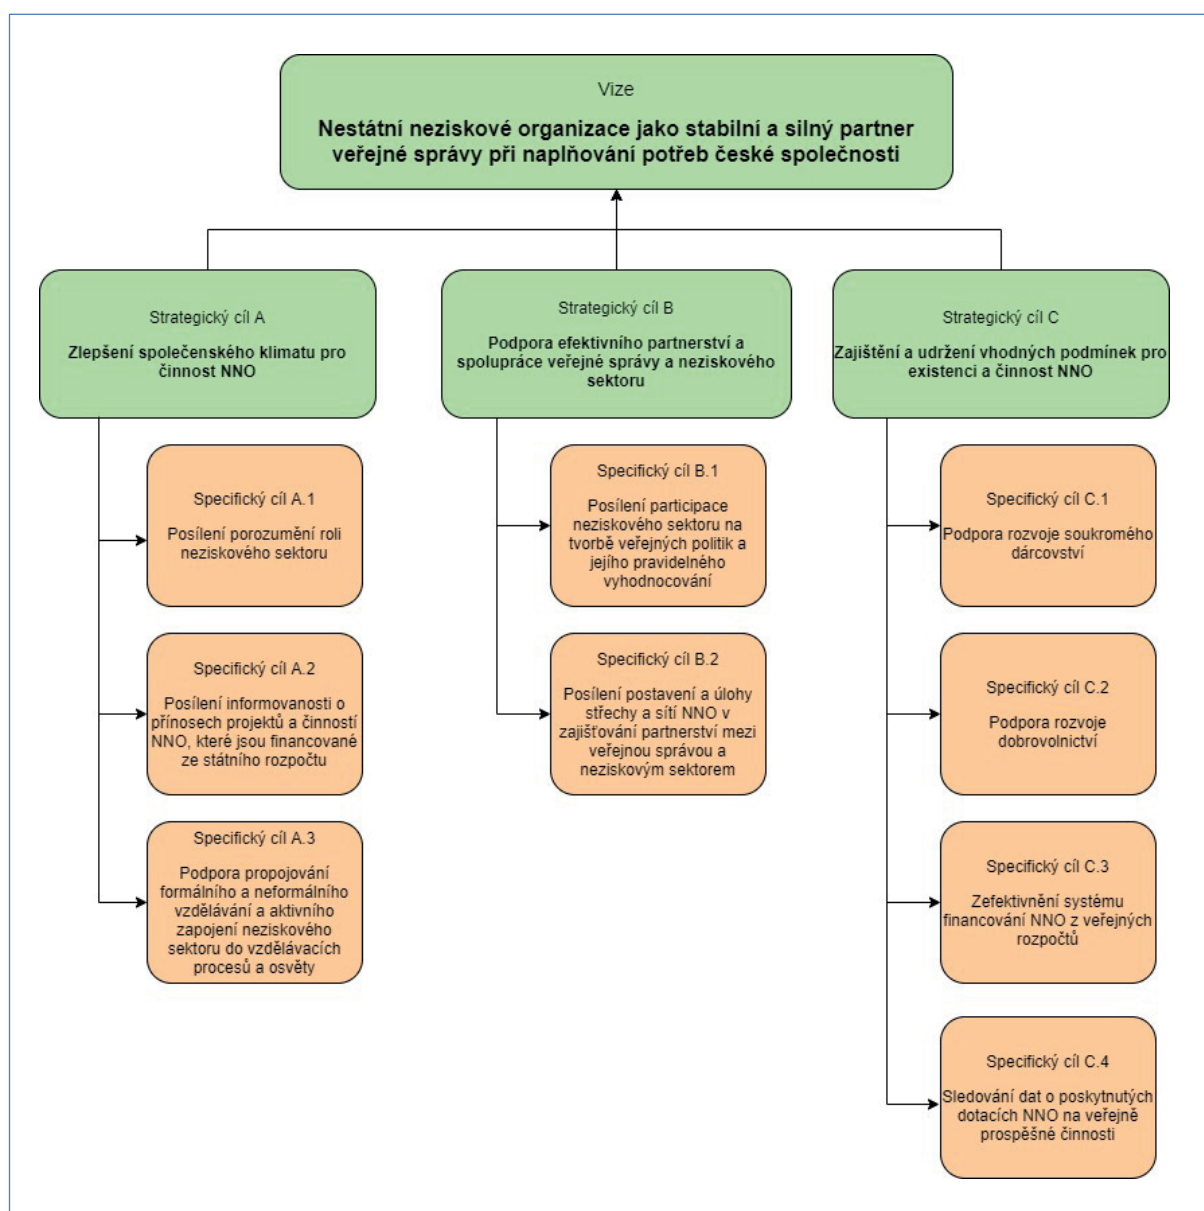 Vize
Nestátní neziskové organizace jako stabilní a silný partner
veřejné správy při naplňování potřeb české společnosti
Strategický cíl A
Zlepšení společenského klimatu pro
činnost NNO
Specifický cíl A.1
Posílení porozumění roli
neziskového sektoru
Specifický cíl A.2
Posílení informovanosti o
přínosech projektů a činností
NNO, které jsou financované
ze státního rozpočtu
Specifický cíl A.3
Podpora propojování
formálního a neformálního
vzdělávání a aktivního
zapojení neziskového
sektoru do vzdělávacích
procesů a osvěty
Strategický cíl B
Podpora efektivního partnerství a
spolupráce veřejné správy a neziskového
sektoru
Specifický cíl B.1
Posílení participace
neziskového sektoru na
tvorbě veřejných politik a
jejího pravidelného
vyhodnocování
Specifický cíl B.2
Posílení postavení a úlohy
střechy a sítí NNO v
zajišťování partnerství mezi
veřejnou správou a
neziskovým sektorem
Strategický cíl C
Zajištění a udržení vhodných podmínek pro
existenci a činnost NNO
Specifický cíl C.1
Podpora rozvoje soukromého
dárcovství
Specifický cíl C.2
Podpora rozvoje
dobrovolnictví
Specifický cíl C.3
Zefektivnění systému
financování NNO z veřejných
rozpočtů
Specifický cíl C.4
Sledování dat o poskytnutých
dotacích NNO na veřejně
prospěšné činnosti